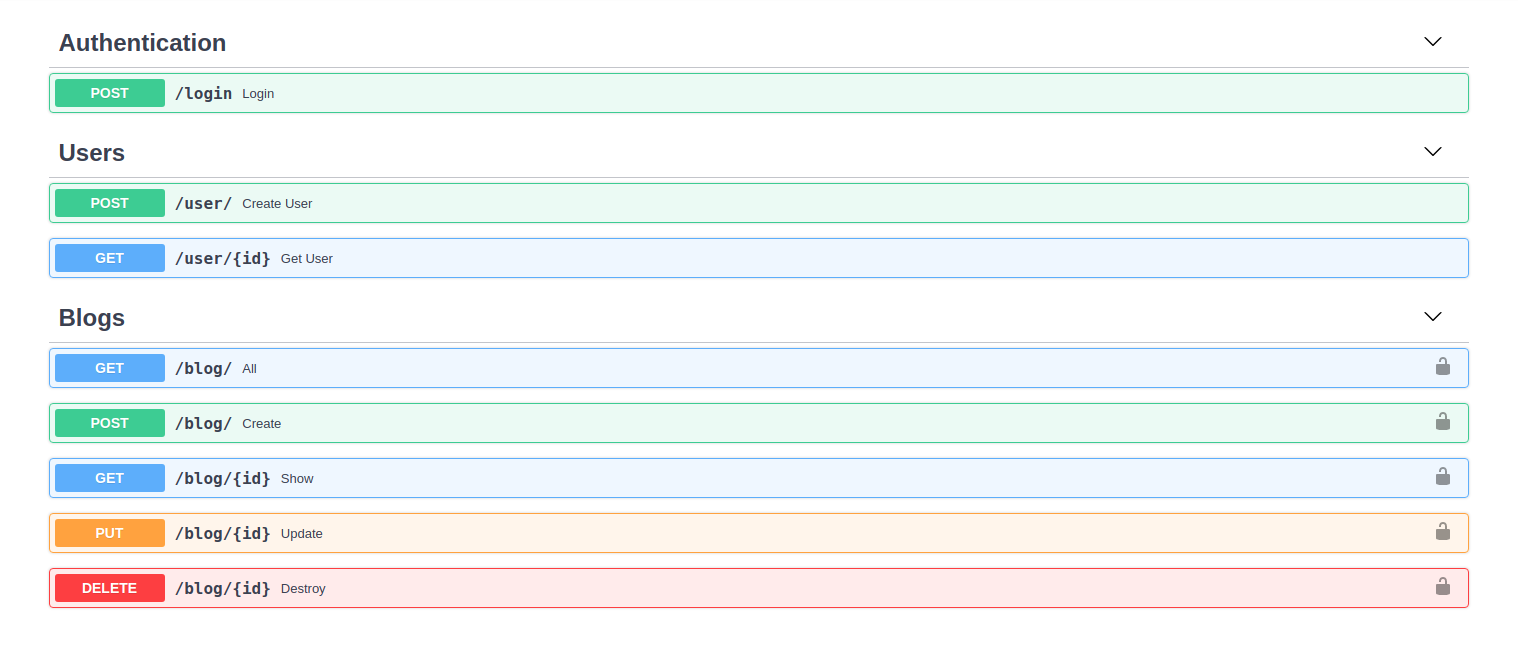 Authentication
POST /login Login
Users
POST /user/ Create User
GET /user/{id} Get User
Blogs
GET /blog/ All
POST /blog/ Create
GET /blog/{id} Show
PUT /blog/{id} Update
DELETE /blog/{id} Destroy